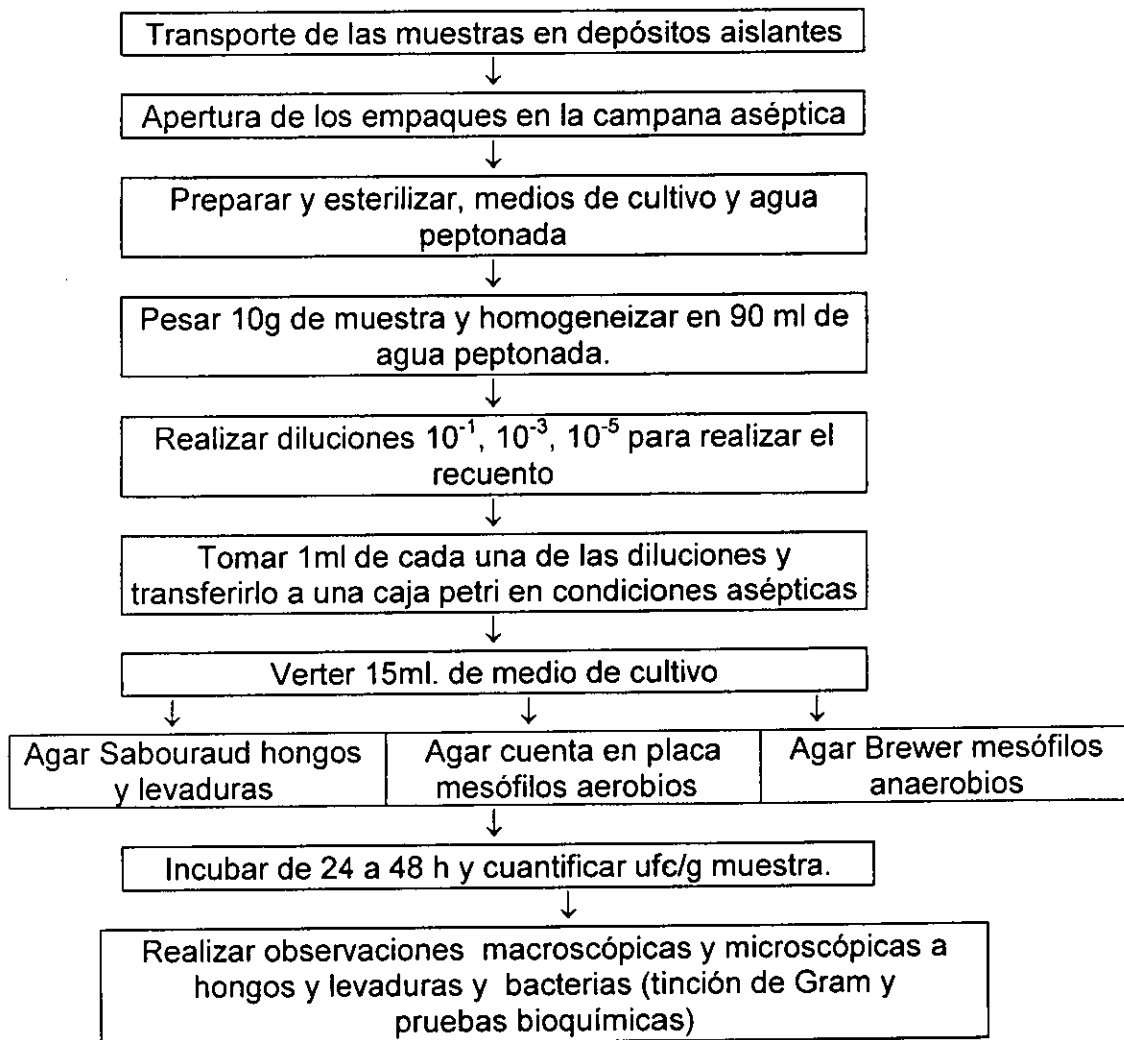 Transporte de las muestras en depósitos aislantes
↓
Apertura de los empaques en la campana aséptica
↓
Preparar y esterilizar, medios de cultivo y agua
peptonada
↓
Pesar 10g de muestra y homogeneizar en 90 ml de
agua peptonada.
↓
Realizar diluciones 10⁻¹, 10⁻³, 10⁻⁵ para realizar el
recuento
↓
Tomar 1ml de cada una de las diluciones y
transferirlo a una caja petri en condiciones asépticas
↓
Verter 15ml. de medio de cultivo
↓ ↓ ↓
Agar Sabouraud hongos
y levaduras
Agar cuenta en placa
mesófilos aerobios
Agar Brewer mesófilos
anaerobios
↓
Incubar de 24 a 48 h y cuantificar ufc/g muestra.
↓
Realizar observaciones macroscópicas y microscópicas a
hongos y levaduras y bacterias (tinción de Gram y
pruebas bioquímicas)